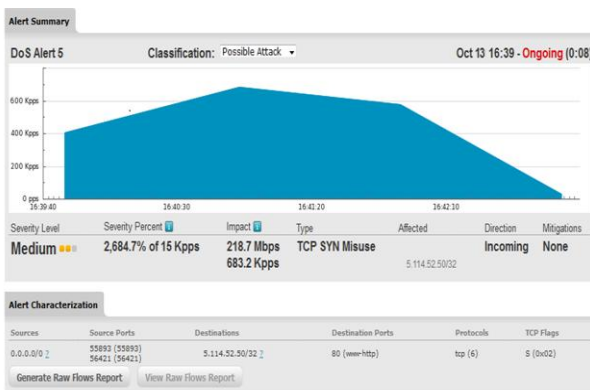 Alert Summary
DoS Alert 5 Classification: Possible Attack Oct 13 16:39 - Ongoing (0:08)
600 Kpps
400 Kpps
200 Kpps
0 pps
16:39:40 16:40:30 16:41:20 16:42:10
Severity Level Severity Percent Impact Type Affected Direction Mitigations
Medium 2,684.7% of 15 Kpps 218.7 Mbps TCP SYN Misuse Incoming None
683.2 Kpps 5.114.52.50/32
Alert Characterization
Sources Source Ports Destinations Destination Ports Protocols TCP Flags
0.0.0.0/0 ? 55893 (55893) 5.114.52.50/32 ? 80 (www-http) tcp (6) S (0x02)
56421 (56421)
Generate Raw Flows Report View Raw Flows Report